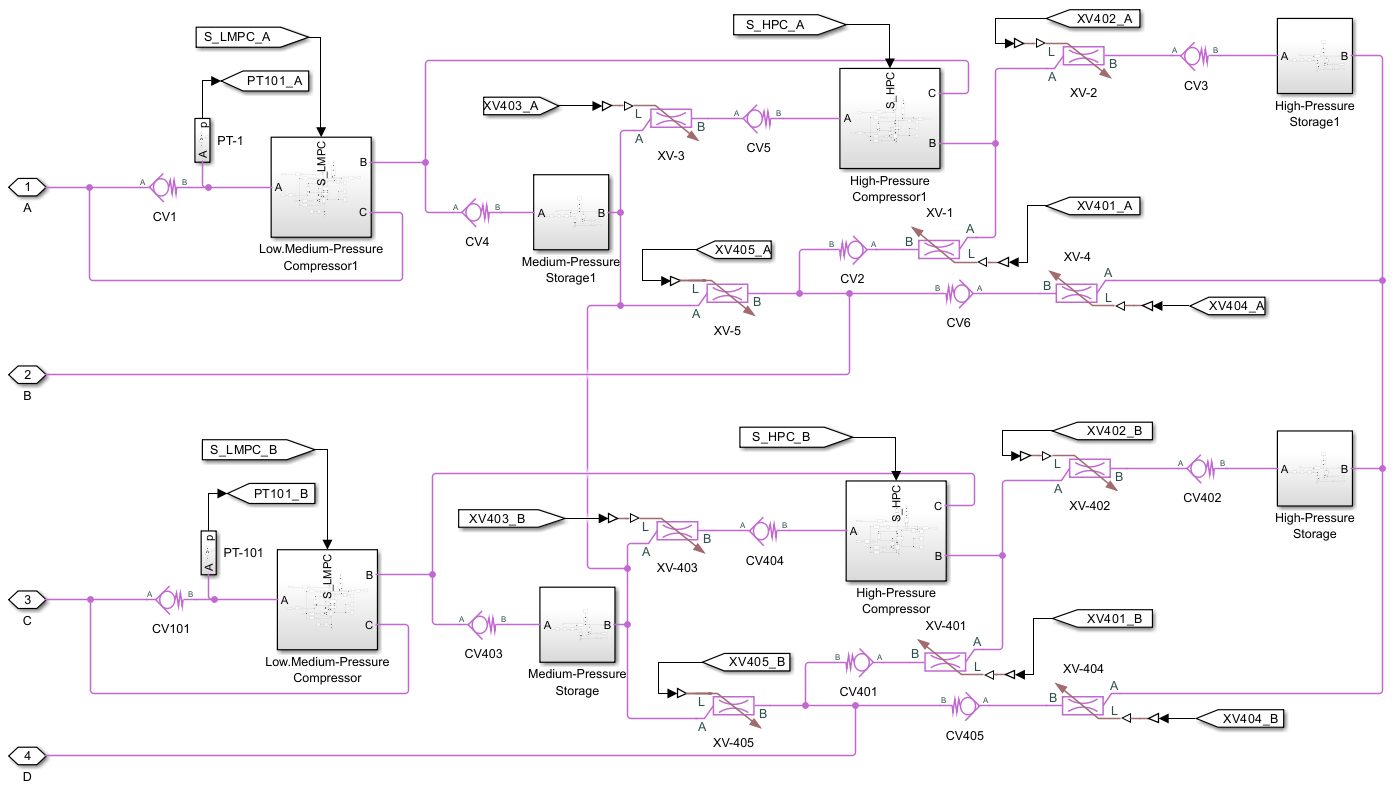 S_LMPC_A
S_HPC_A
XV402_A
L
A
B
XV-2
A
B
CV3
A
B
High-Pressure
Storage1
PT101_A
p
A
PT-1
XV403_A
L
A
B
XV-3
A
B
CV5
S_HPC
A
C
B
High-Pressure
Compressor1
1
A
A
B
CV1
S_LMPC
A
B
C
Low.Medium-Pressure
Compressor1
A
B
CV4
A
B
Medium-Pressure
Storage1
XV405_A
L
A
B
XV-5
B
A
CV2
XV-1
B
A
L
XV401_A
B
A
CV6
XV-4
B
A
L
XV404_A
2
B
S_LMPC_B
S_HPC_B
XV402_B
L
A
B
XV-402
A
B
CV402
A
B
High-Pressure
Storage
PT101_B
p
A
PT-101
XV403_B
L
A
B
XV-403
A
B
CV404
S_HPC
A
C
B
High-Pressure
Compressor
3
C
A
B
CV101
S_LMPC
A
B
C
Low.Medium-Pressure
Compressor
A
B
CV403
A
B
Medium-Pressure
Storage
XV405_B
L
A
B
XV-405
B
A
CV401
XV-401
B
A
L
XV401_B
B
A
CV405
XV-404
B
A
L
XV404_B
4
D